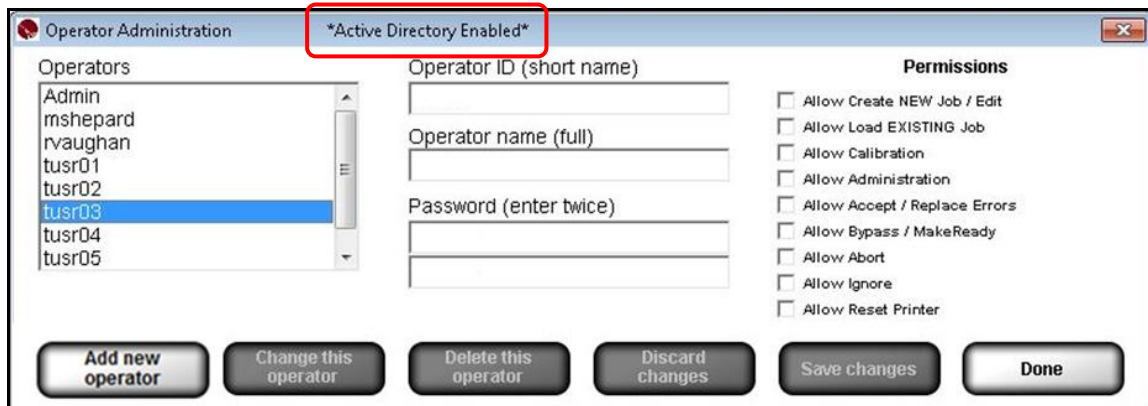 Operator Administration
*Active Directory Enabled*
Operators
Admin
mshepard
rvaughan
tusr01
tusr02
tusr03
tusr04
tusr05
Operator ID (short name)
Operator name (full)
Password (enter twice)
Permissions
Allow Create NEW Job / Edit
Allow Load EXISTING Job
Allow Calibration
Allow Administration
Allow Accept / Replace Errors
Allow Bypass / MakeReady
Allow Abort
Allow Ignore
Allow Reset Printer
Add new
operator
Change this
operator
Delete this
operator
Discard
changes
Save changes
Done